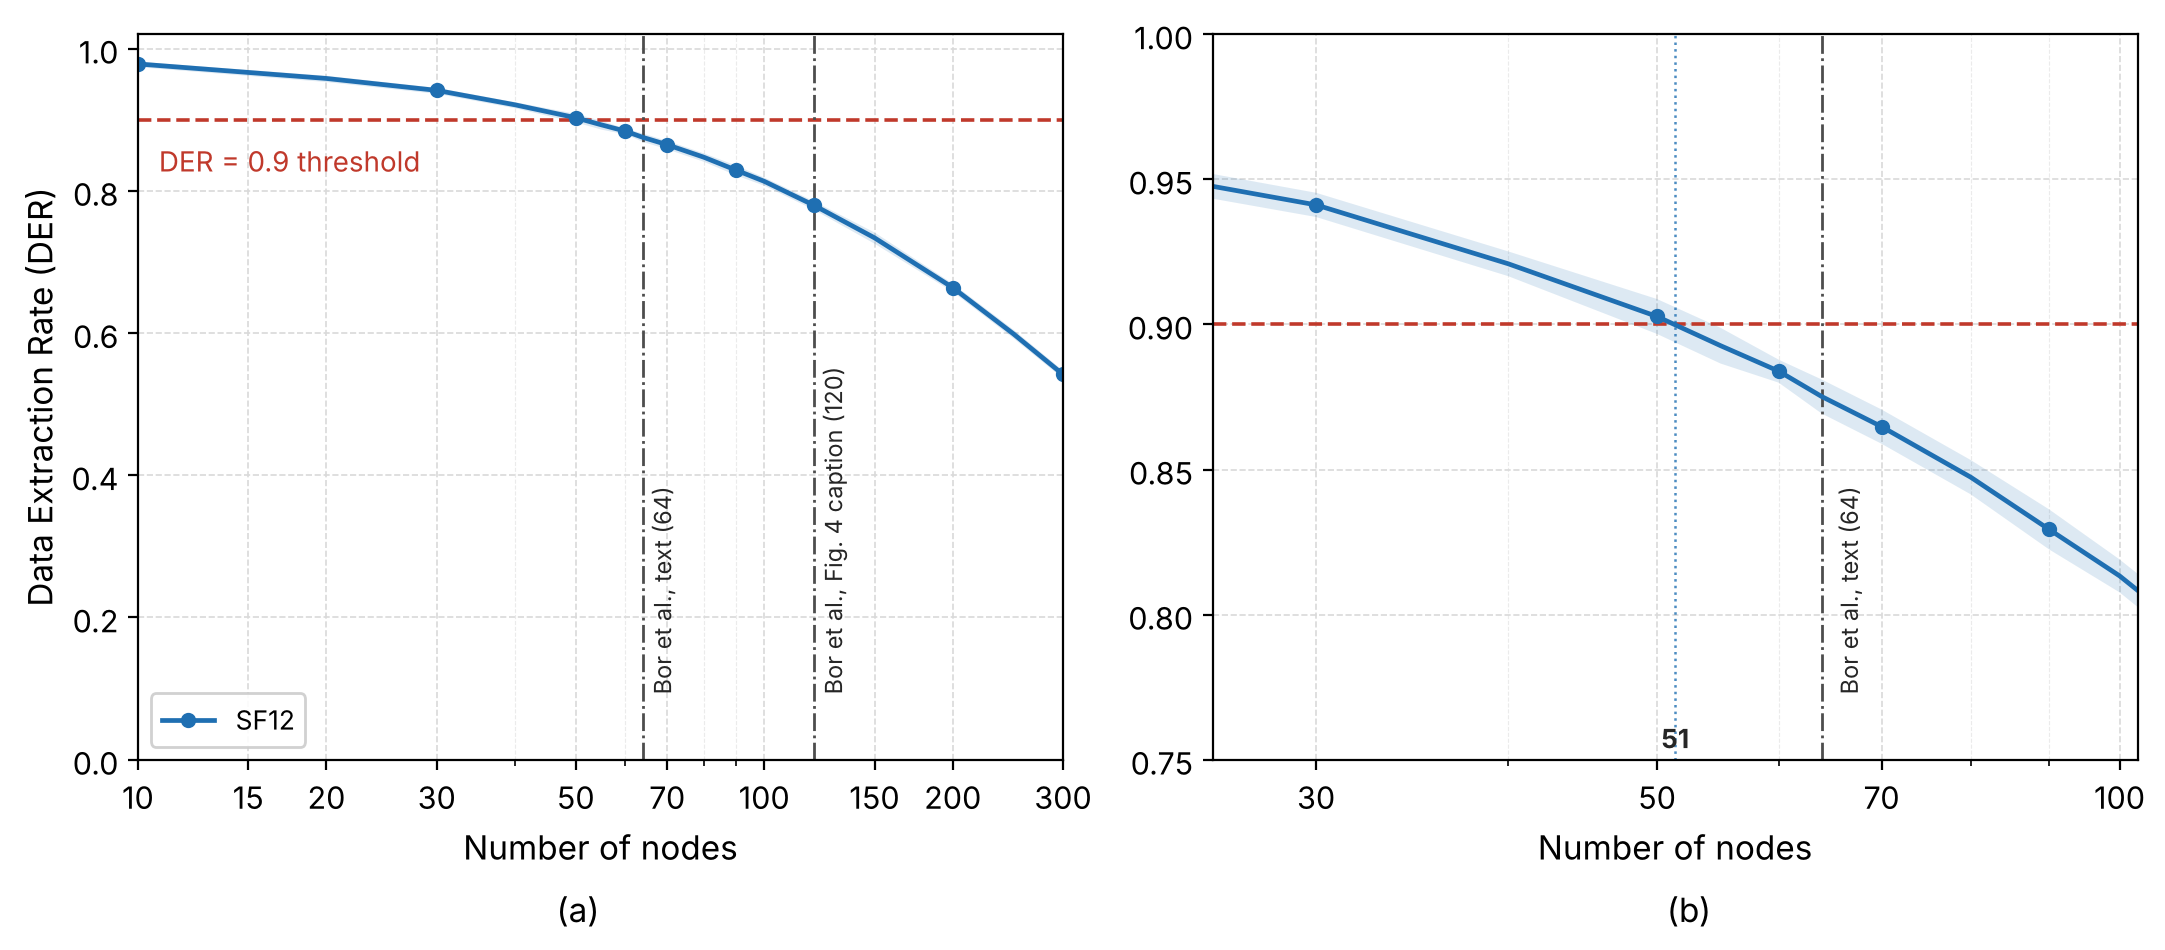 1.0
0.8
0.6
0.4
0.2
0.0
Data Extraction Rate (DER)
DER = 0.9 threshold
Bor et al., text (64)
Bor et al., Fig. 4 caption (120)
SF12
10 15 20 30 50 70 100 150 200 300
Number of nodes
(a)
1.00
0.95
0.90
0.85
0.80
0.75
Bor et al., text (64)
51
30 50 70 100
Number of nodes
(b)